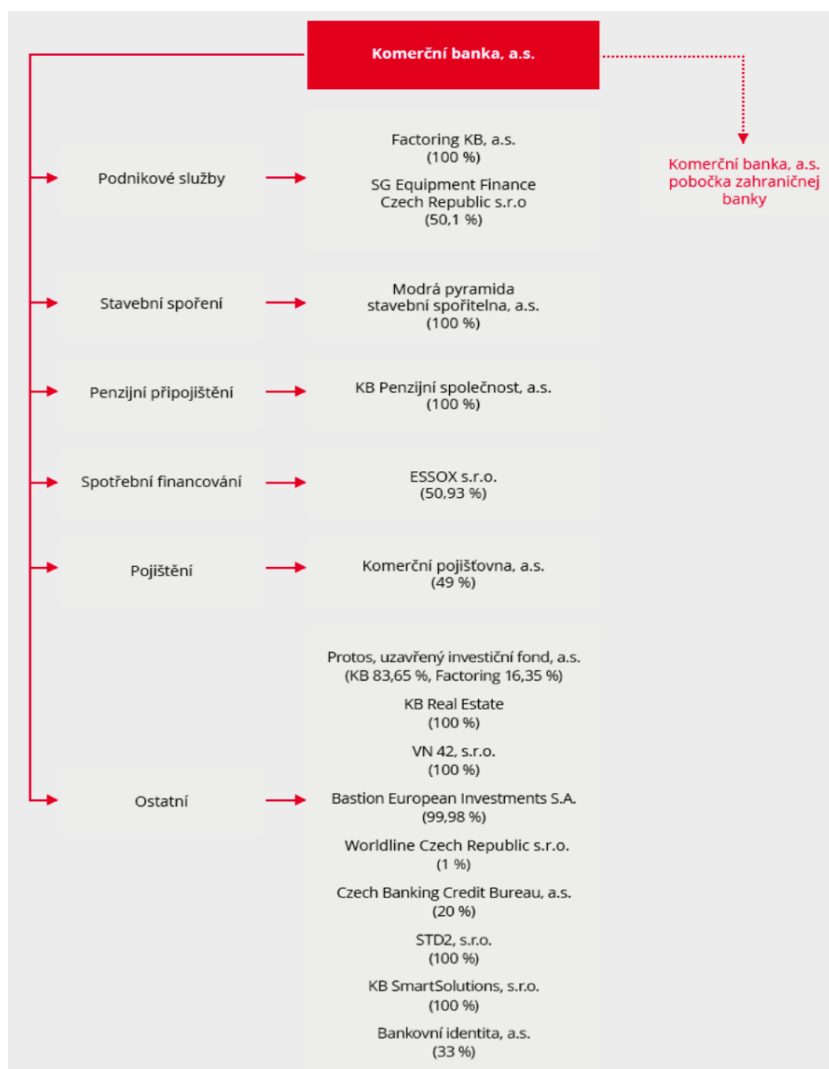 Komerční banka, a.s.
Komerční banka, a.s.
pobočka zahraničnej
banky
Podnikové služby
Factoring KB, a.s.
(100 %)
SG Equipment Finance
Czech Republic s.r.o
(50,1 %)
Stavební spoření
Modrá pyramida
stavební spořitelna, a.s.
(100 %)
Penzijní připojištění
KB Penzijní společnost, a.s.
(100 %)
Spotřební financování
ESSOX s.r.o.
(50,93 %)
Pojištění
Komerční pojišťovna, a.s.
(49 %)
Ostatní
Protos, uzavřený investiční fond, a.s.
(KB 83,65 %, Factoring 16,35 %)
KB Real Estate
(100 %)
VN 42, s.r.o.
(100 %)
Bastion European Investments S.A.
(99,98 %)
Worldline Czech Republic s.r.o.
(1 %)
Czech Banking Credit Bureau, a.s.
(20 %)
STD2, s.r.o.
(100 %)
KB SmartSolutions, s.r.o.
(100 %)
Bankovní identita, a.s.
(33 %)